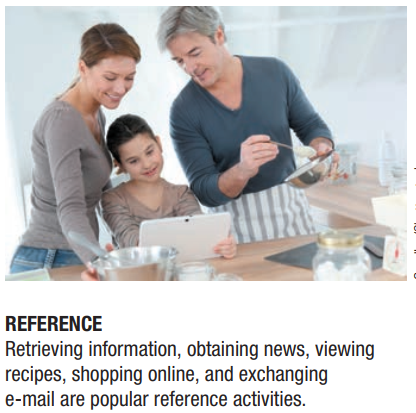 REFERENCE
Retrieving information, obtaining news, viewing
recipes, shopping online, and exchanging
e-mail are popular reference activities.